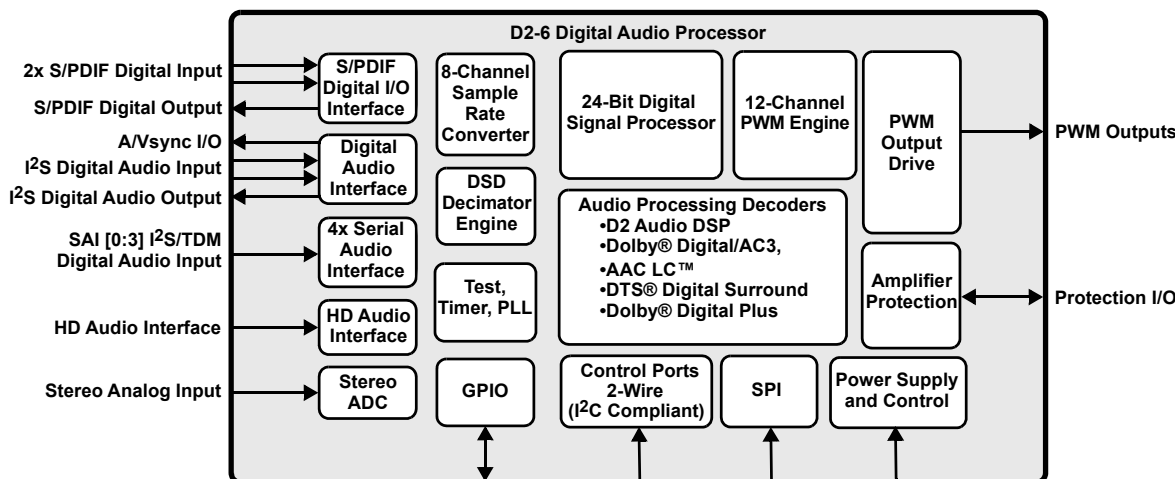 D2-6 Digital Audio Processor
2x S/PDIF Digital Input
S/PDIF Digital Output
A/Vsync I/O
I²S Digital Audio Input
I²S Digital Audio Output
SAI [0:3] I²S/TDM
Digital Audio Input
HD Audio Interface
Stereo Analog Input
S/PDIF
Digital I/O
Interface
Digital
Audio
Interface
4x Serial
Audio
Interface
HD Audio
Interface
Stereo
ADC
8-Channel
Sample
Rate
Converter
DSD
Decimator
Engine
Test,
Timer, PLL
GPIO
24-Bit Digital
Signal Processor
12-Channel
PWM Engine
Audio Processing Decoders
•D2 Audio DSP
•Dolby® Digital/AC3,
•AAC LC™
•DTS® Digital Surround
•Dolby® Digital Plus
Control Ports
2-Wire
(I²C Compliant)
SPI
PWM
Output
Drive
Amplifier
Protection
Power Supply
and Control
PWM Outputs
Protection I/O